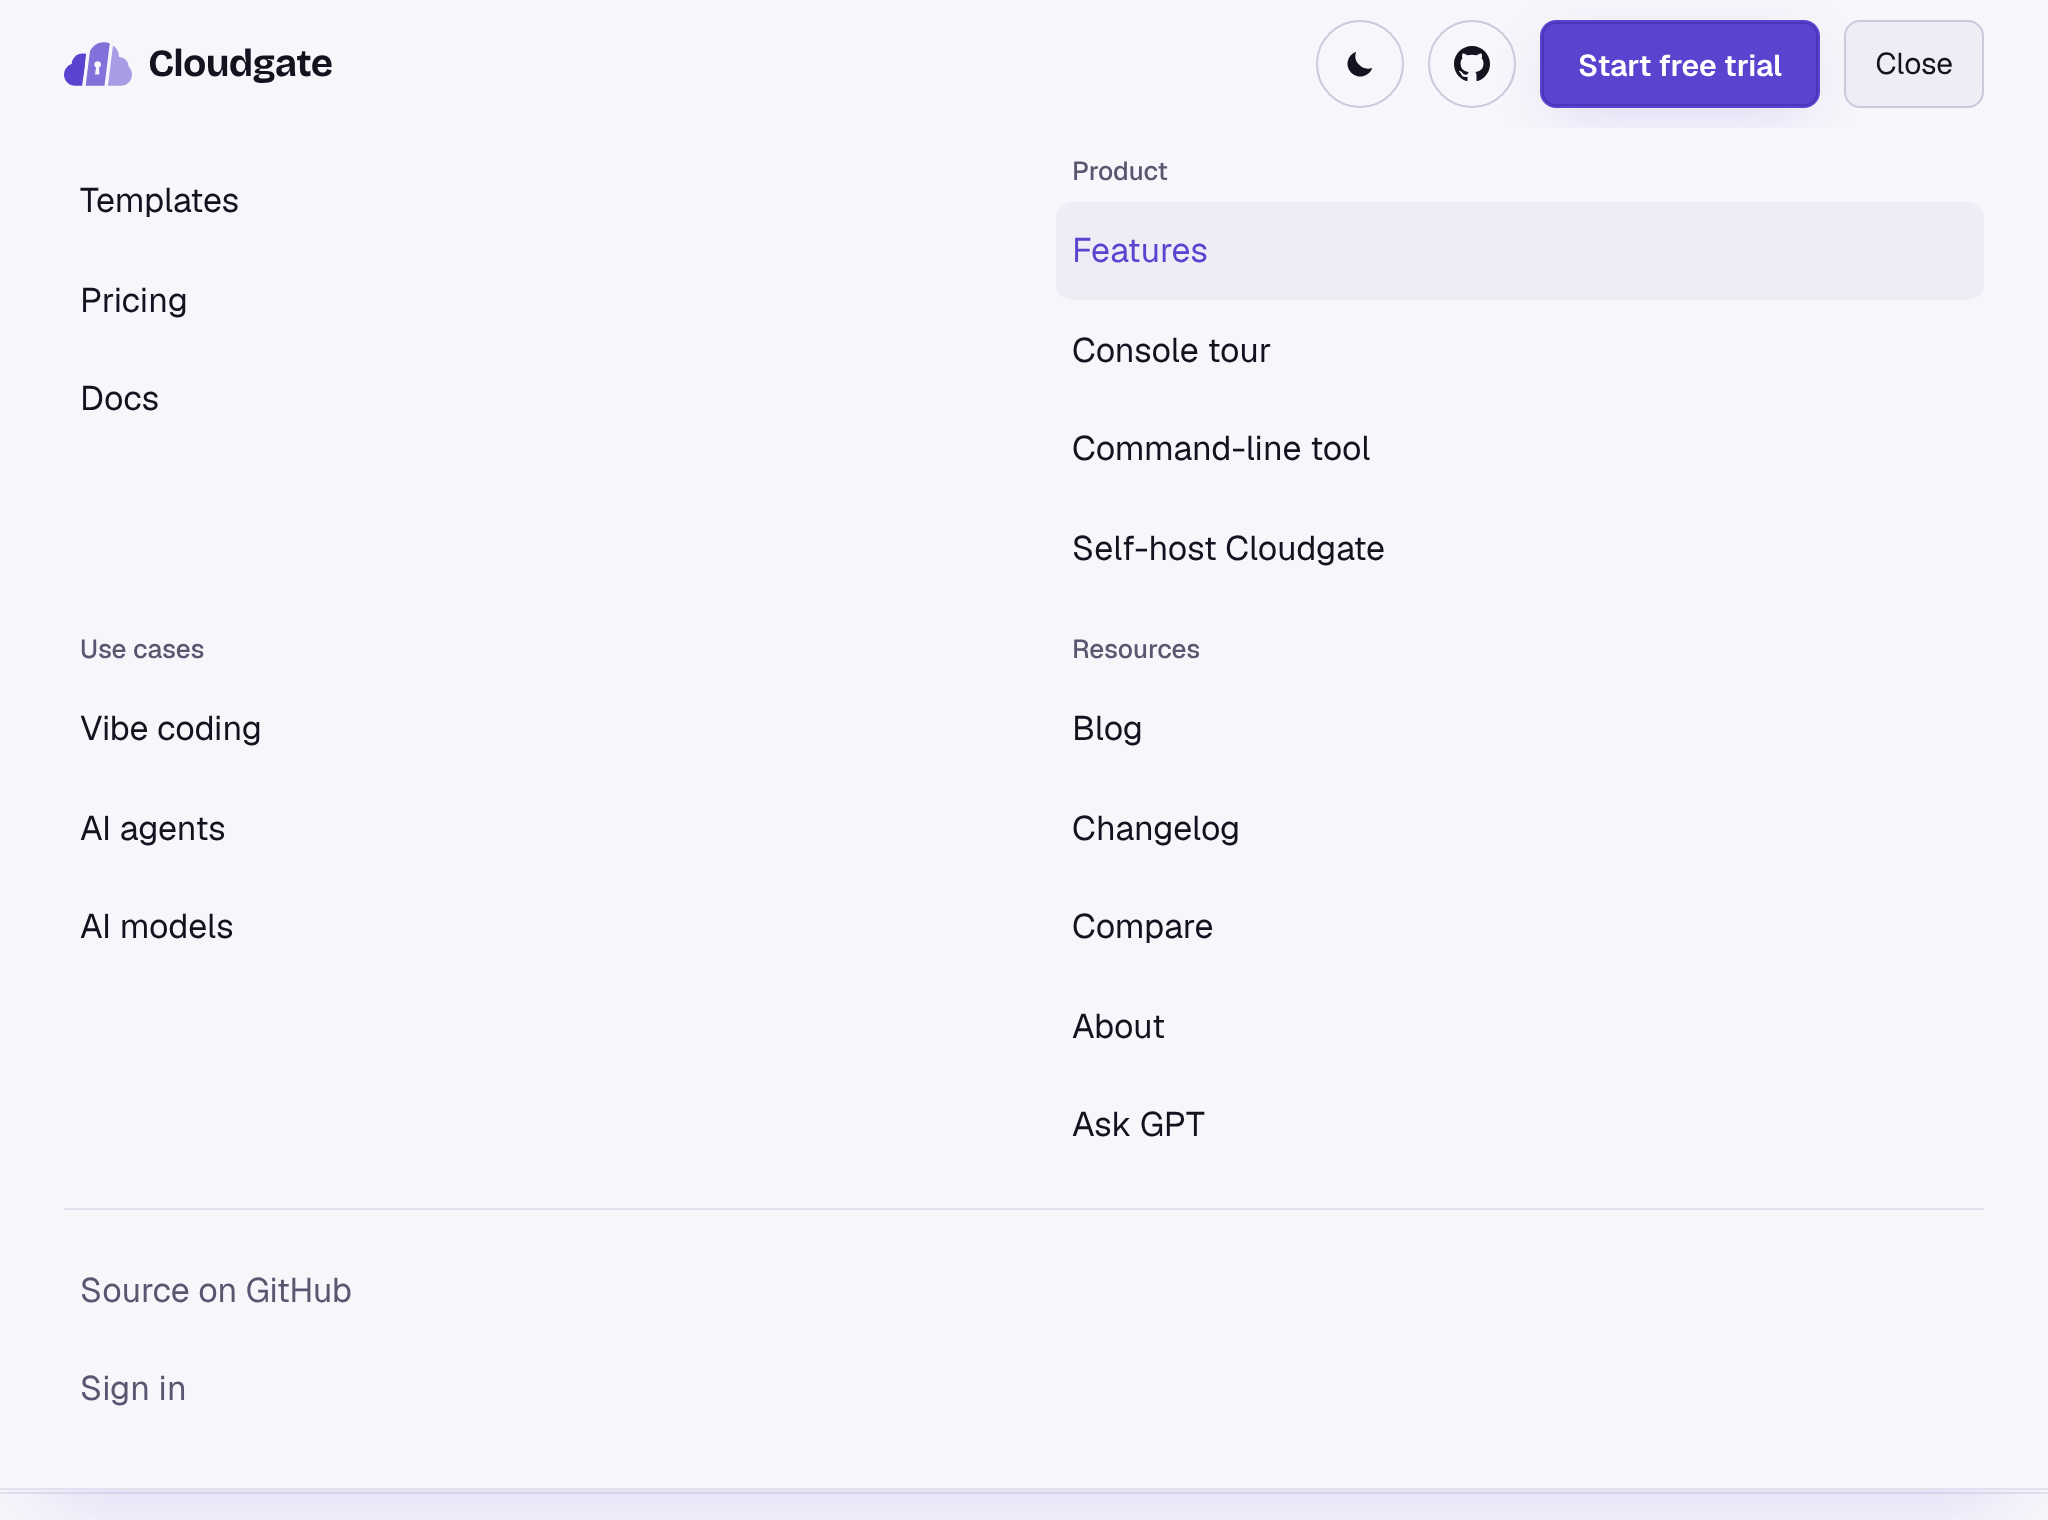 Cloudgate
Start free trial
Close
Templates
Pricing
Docs
Product
Features
Console tour
Command-line tool
Self-host Cloudgate
Use cases
Vibe coding
AI agents
AI models
Resources
Blog
Changelog
Compare
About
Ask GPT
Source on GitHub
Sign in